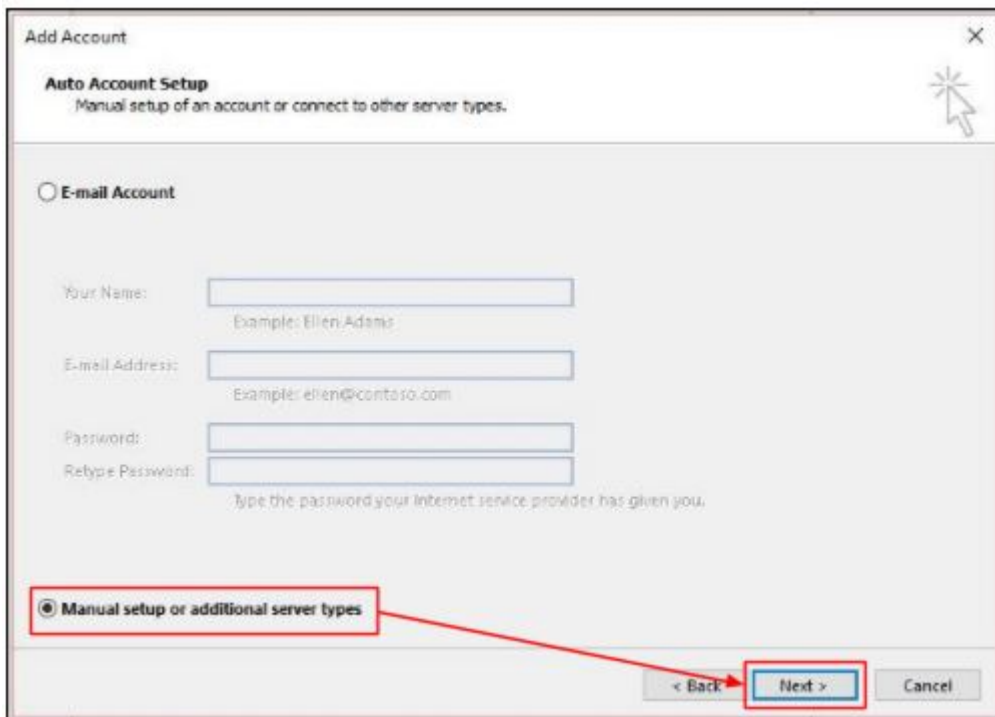 Add Account
Auto Account Setup
Manual setup of an account or connect to other server types.
E-mail Account
Your Name:
Example: Ellen Adams
E-mail Address:
Example: ellen@contoso.com
Password:
Retype Password:
Type the password your Internet service provider has given you.
Manual setup or additional server types
< Back Next > Cancel